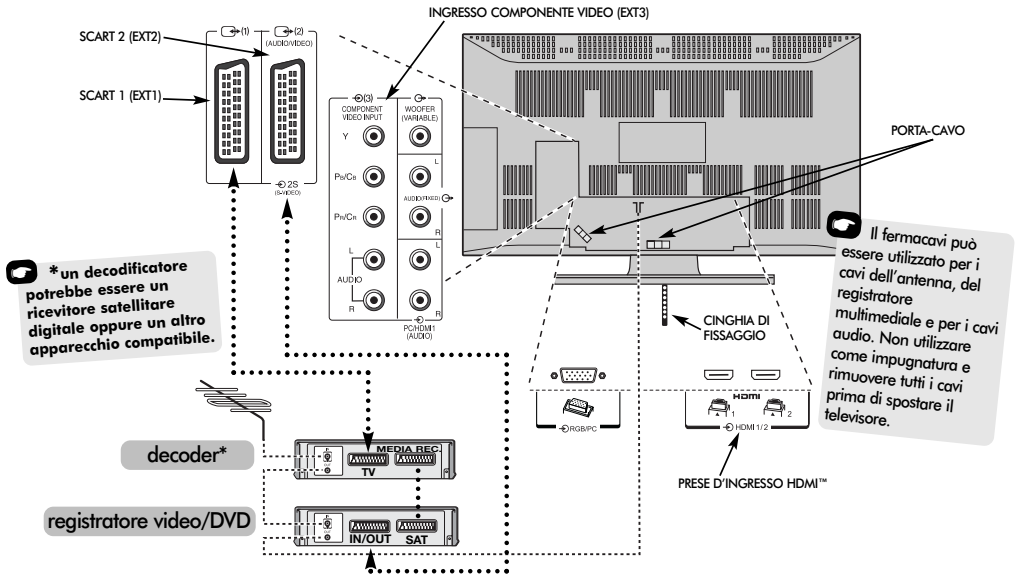 INGRESSO COMPONENTE VIDEO (EXT3)
SCART 2 (EXT2)
(1)
(2)
(AUDIO/VIDEO)
SCART 1 (EXT1)
2S
(S-VIDEO)
(3)
COMPONENT
VIDEO INPUT
WOOFER
(VARIABLE)
Y
PB/CB
L
AUDIO(FIXED)
PR/CR
R
L
L
AUDIO
R
R
PC/HDMI1
(AUDIO)
PORTA-CAVO
Il fermacavi può
essere utilizzato per i
cavi dell'antenna, del
registratore
multimediale e per i cavi
audio. Non utilizzare
come impugnatura e
rimuovere tutti i cavi
prima di spostare il
televisore.
*un decodificatore
potrebbe essere un
ricevitore satellitare
digitale oppure un altro
apparecchio compatibile.
CINGHIA DI
FISSAGGIO
RGB/PC
HDMI
1
2
HDMI 1/2
PRESE D'INGRESSO HDMI™
decoder*
MEDIA REC.
TV
registratore video/DVD
IN/OUT
SAT